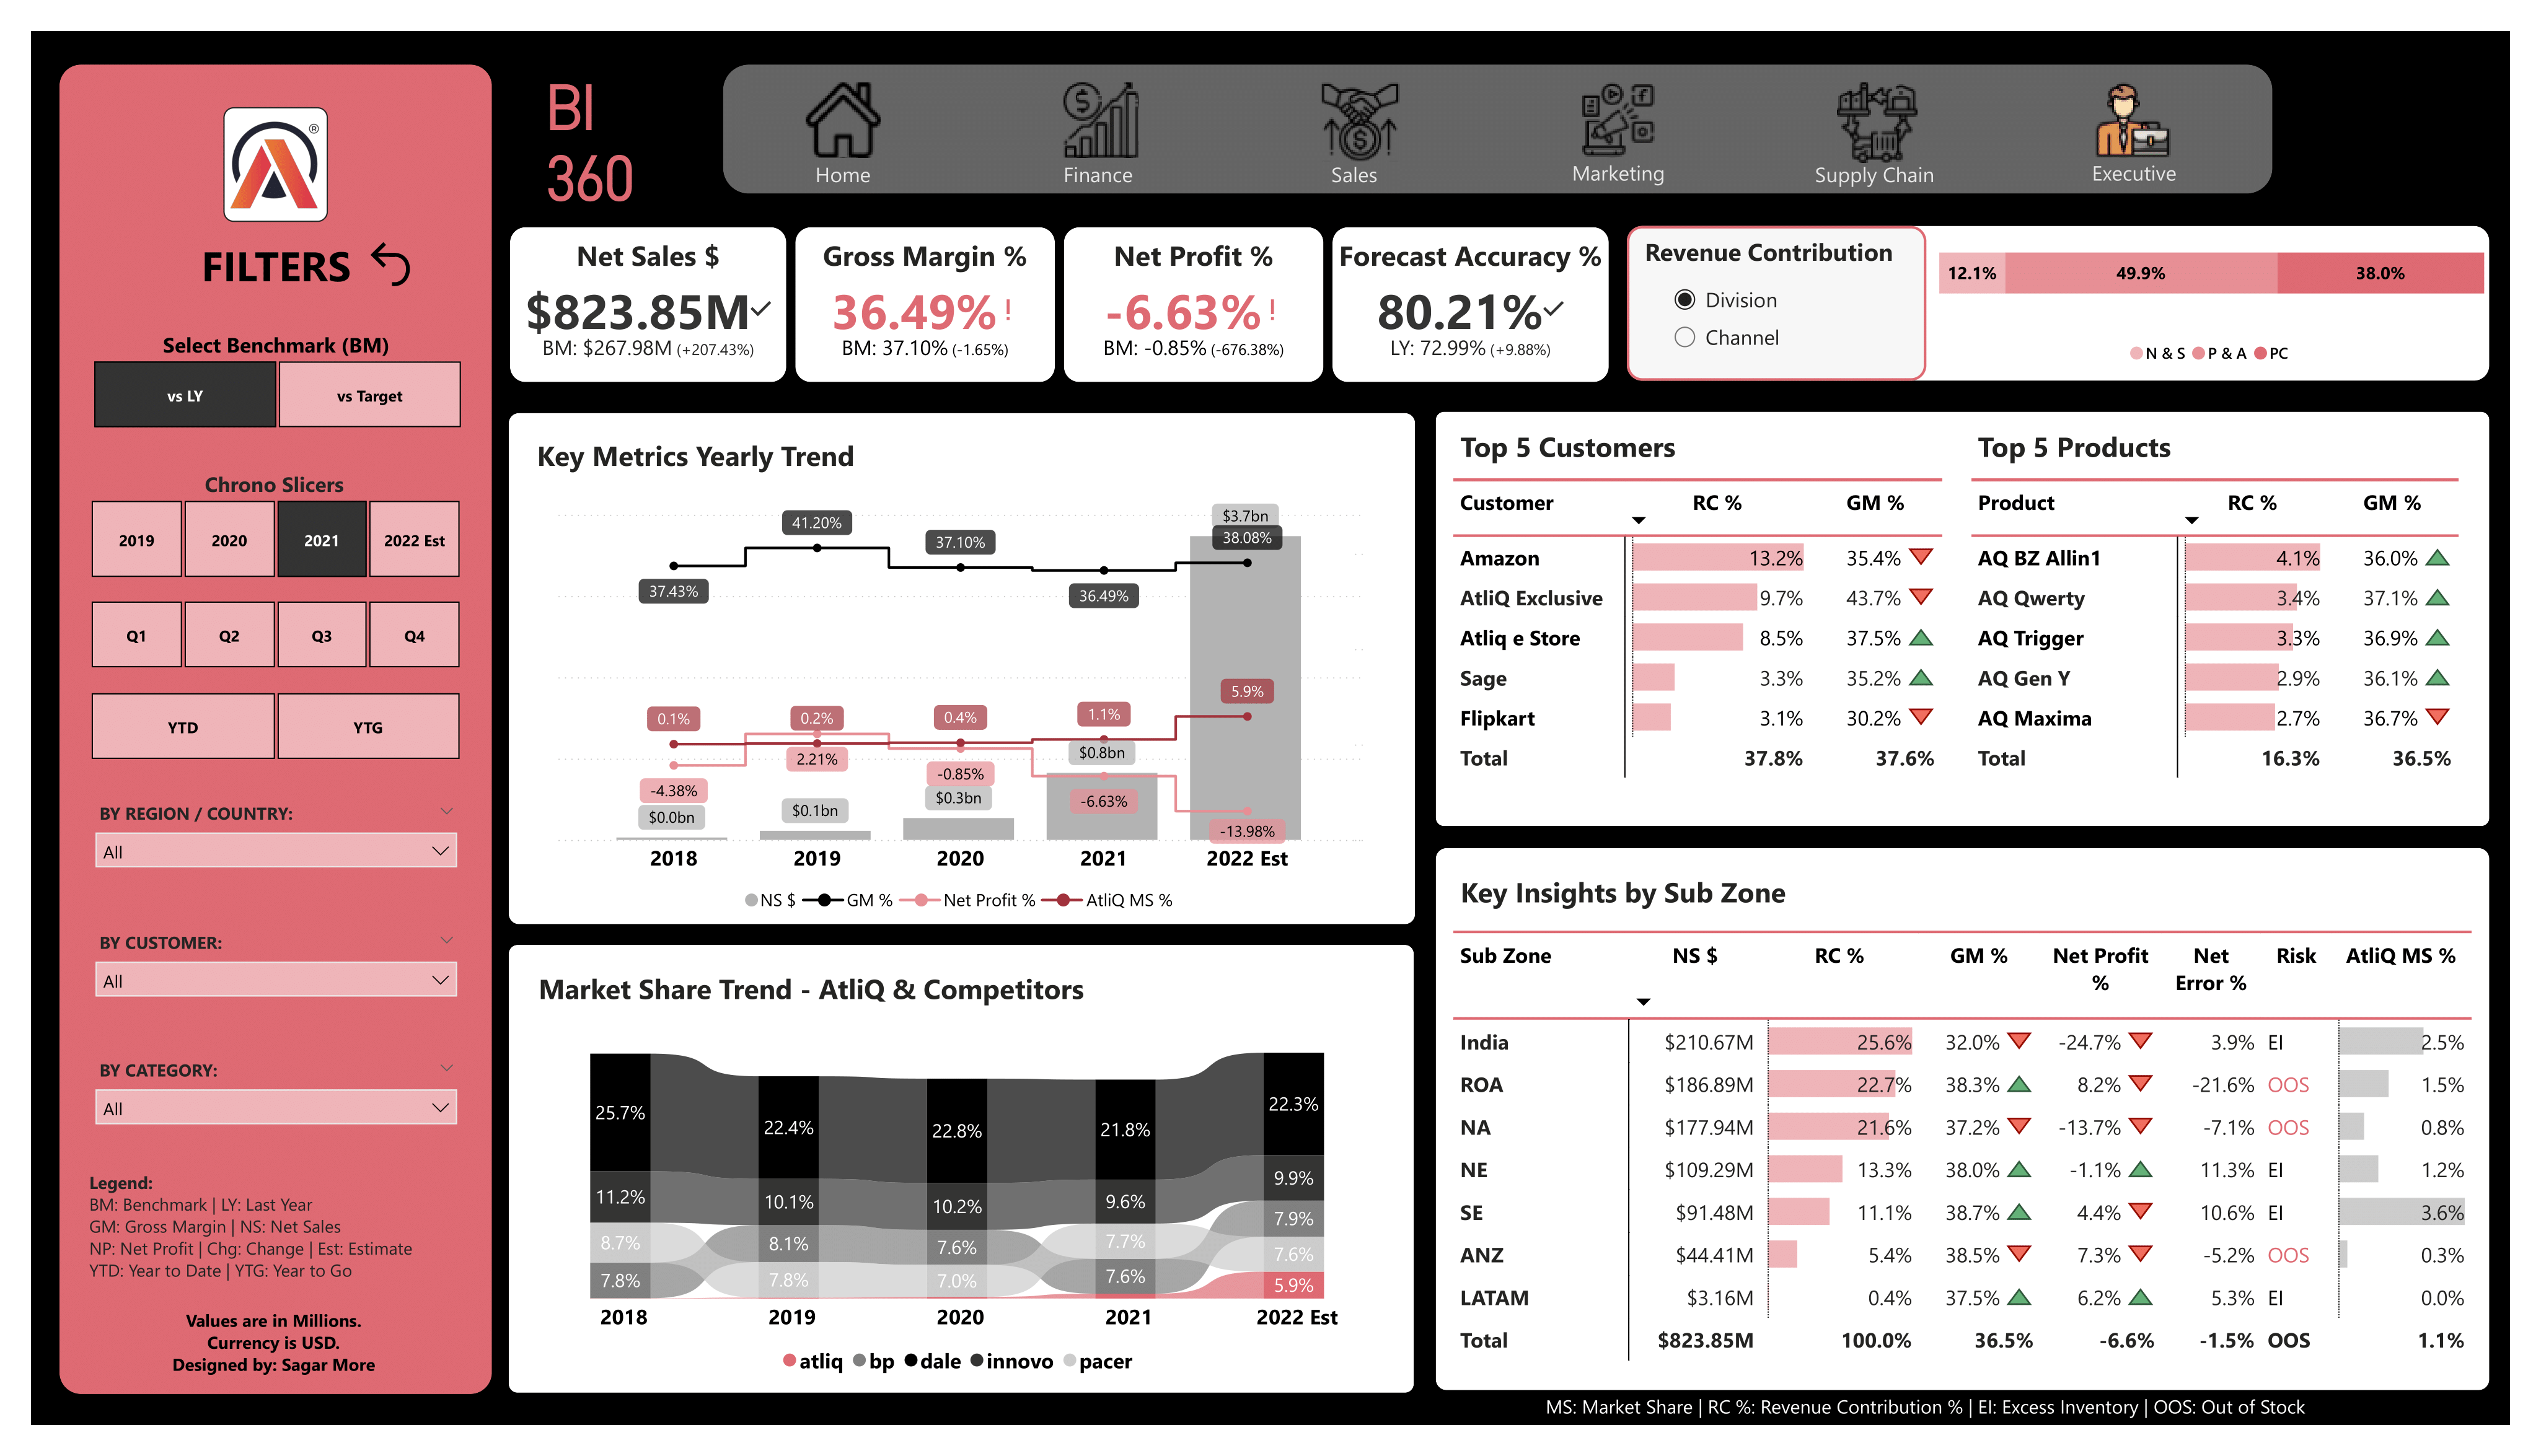 ®
FILTERS
Select Benchmark (BM)
vs LY
vs Target
Chrono Slicers
2019
2020
2021
2022 Est
Q1
Q2
Q3
Q4
YTD
YTG
BY REGION / COUNTRY:
All
BY CUSTOMER:
All
BY CATEGORY:
All
Legend:
BM: Benchmark | LY: Last Year
GM: Gross Margin | NS: Net Sales
NP: Net Profit | Chg: Change | Est: Estimate
YTD: Year to Date | YTG: Year to Go
Values are in Millions.
Currency is USD.
Designed by: Sagar More
BI
360
Home
Finance
Sales
Marketing
Supply Chain
Executive
Net Sales $
$823.85M
BM: $267.98M (+207.43%)
Gross Margin %
36.49% !
BM: 37.10% (-1.65%)
Net Profit %
-6.63% !
BM: -0.85% (-676.38%)
Forecast Accuracy %
80.21%
LY: 72.99% (+9.88%)
Revenue Contribution
Division
Channel
12.1% 49.9% 38.0%
N & S P & A PC
Key Metrics Yearly Trend
$3.7bn
41.20%
38.08%
37.10%
37.43%
36.49%
5.9%
0.1% 0.2% 0.4% 1.1%
$0.8bn
2.21%
-0.85%
-4.38%
$0.3bn
-6.63%
$0.1bn
$0.0bn
-13.98%
2018 2019 2020 2021 2022 Est
NS $ GM % Net Profit % AtliQ MS %
Market Share Trend - AtliQ & Competitors
25.7% 22.4% 22.8% 21.8% 22.3%
11.2% 10.1% 10.2% 9.6% 9.9%
8.7% 8.1% 7.6% 7.7% 7.9%
7.8% 7.8% 7.0% 7.6% 7.6%
5.9%
2018 2019 2020 2021 2022 Est
atliq bp dale innovo pacer
Top 5 Customers
Customer RC % GM %
Amazon 13.2% 35.4%
AtliQ Exclusive 9.7% 43.7%
Atliq e Store 8.5% 37.5%
Sage 3.3% 35.2%
Flipkart 3.1% 30.2%
Total 37.8% 37.6%
Top 5 Products
Product RC % GM %
AQ BZ Allin1 4.1% 36.0%
AQ Qwerty 3.4% 37.1%
AQ Trigger 3.3% 36.9%
AQ Gen Y 2.9% 36.1%
AQ Maxima 2.7% 36.7%
Total 16.3% 36.5%
Key Insights by Sub Zone
Sub Zone NS $ RC % GM % Net Profit Net Risk AtliQ MS %
% Error %
India $210.67M 25.6% 32.0% -24.7% 3.9% EI 2.5%
ROA $186.89M 22.7% 38.3% 8.2% -21.6% OOS 1.5%
NA $177.94M 21.6% 37.2% -13.7% -7.1% OOS 0.8%
NE $109.29M 13.3% 38.0% -1.1% 11.3% EI 1.2%
SE $91.48M 11.1% 38.7% 4.4% 10.6% EI 3.6%
ANZ $44.41M 5.4% 38.5% 7.3% -5.2% OOS 0.3%
LATAM $3.16M 0.4% 37.5% 6.2% 5.3% EI 0.0%
Total $823.85M 100.0% 36.5% -6.6% -1.5% OOS 1.1%
MS: Market Share | RC %: Revenue Contribution % | EI: Excess Inventory | OOS: Out of Stock